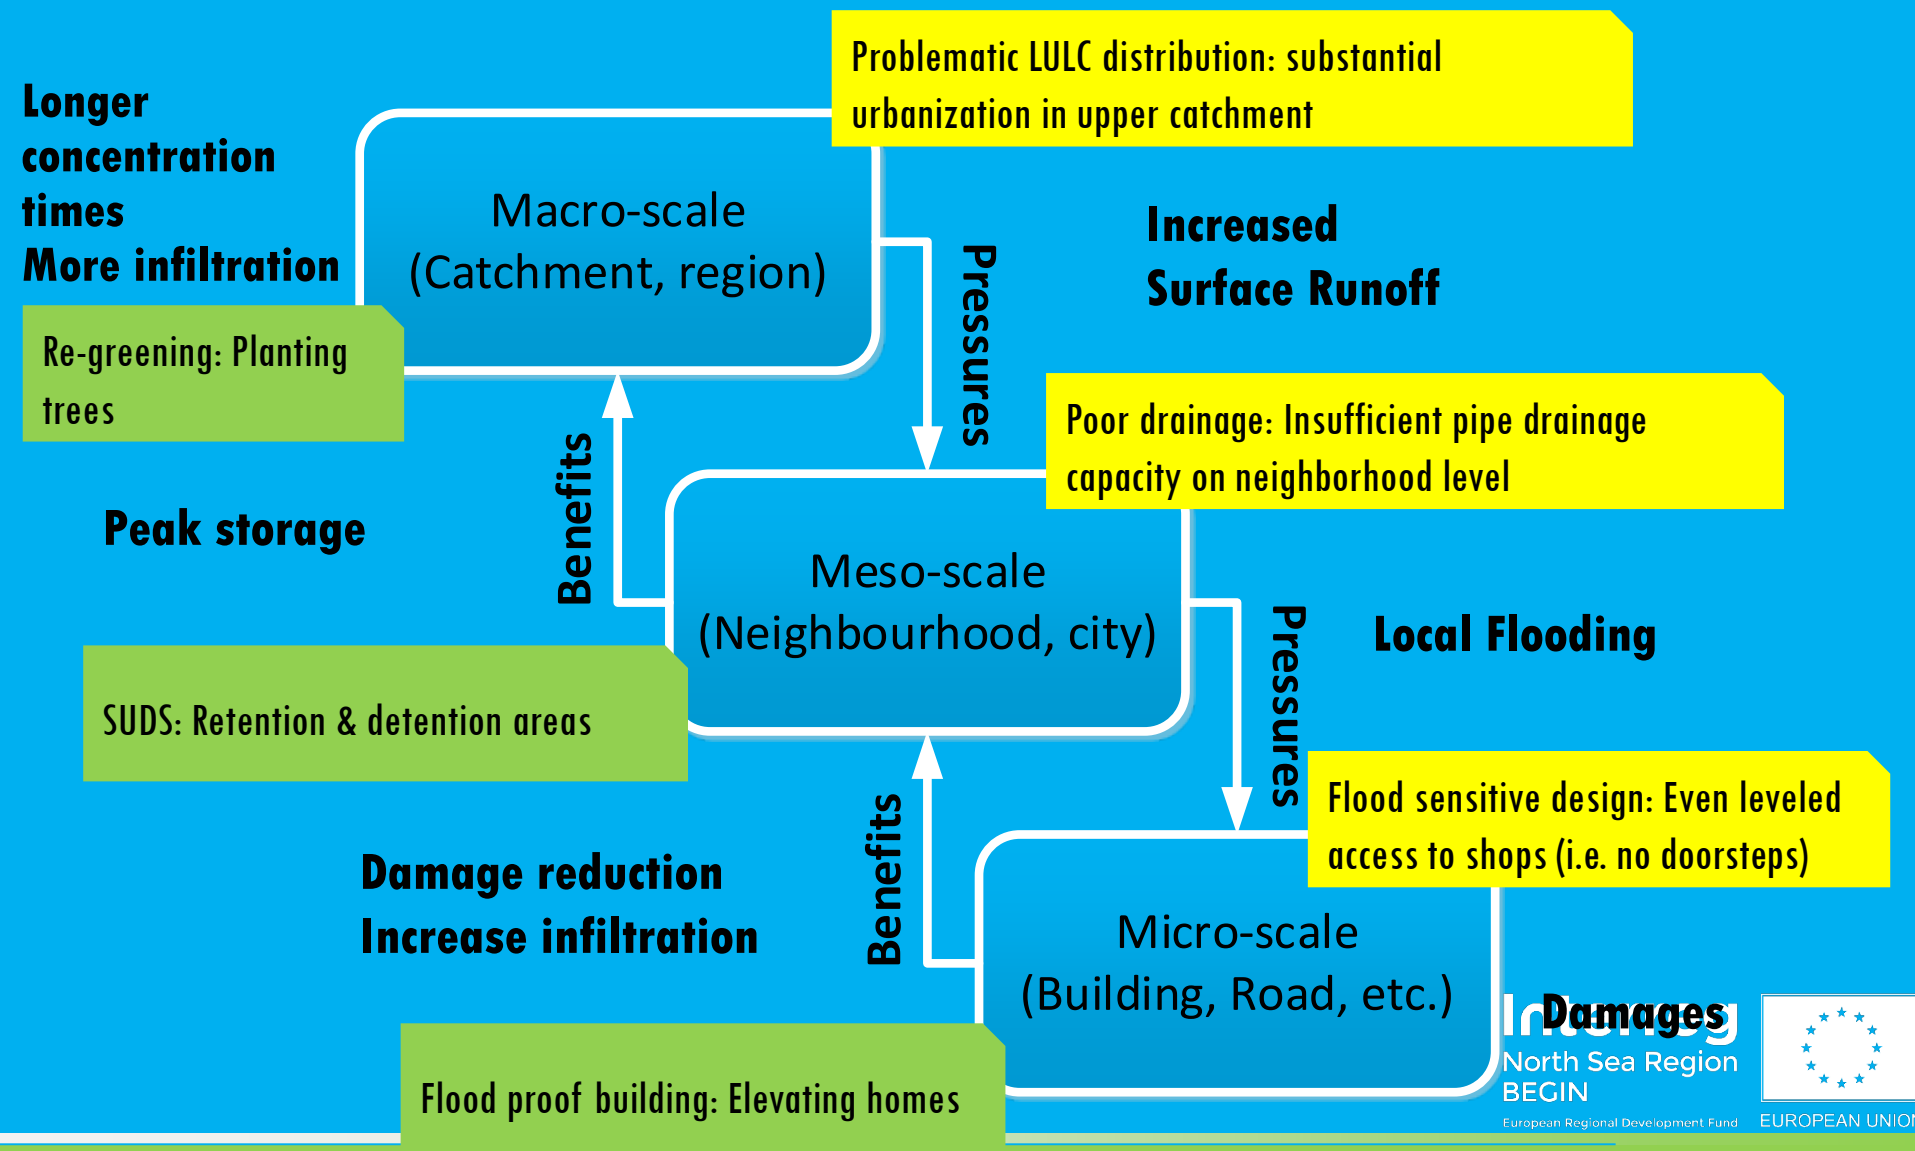 Problematic LULC distribution: substantial
urbanization in upper catchment
Longer
concentration
times
More infiltration
Macro-scale
(Catchment, region)
Pressures
Increased
Surface Runoff
Re-greening: Planting
trees
Poor drainage: Insufficient pipe drainage
capacity on neighborhood level
Benefits
Peak storage
Meso-scale
(Neighbourhood, city)
Pressures
Local Flooding
SUDS: Retention & detention areas
Flood sensitive design: Even leveled
access to shops (i.e. no doorsteps)
Benefits
Damage reduction
Increase infiltration
Micro-scale
(Building, Road, etc.)
Damages
Interreg
North Sea Region
BEGIN
European Regional Development Fund
EUROPEAN UNION
Flood proof building: Elevating homes